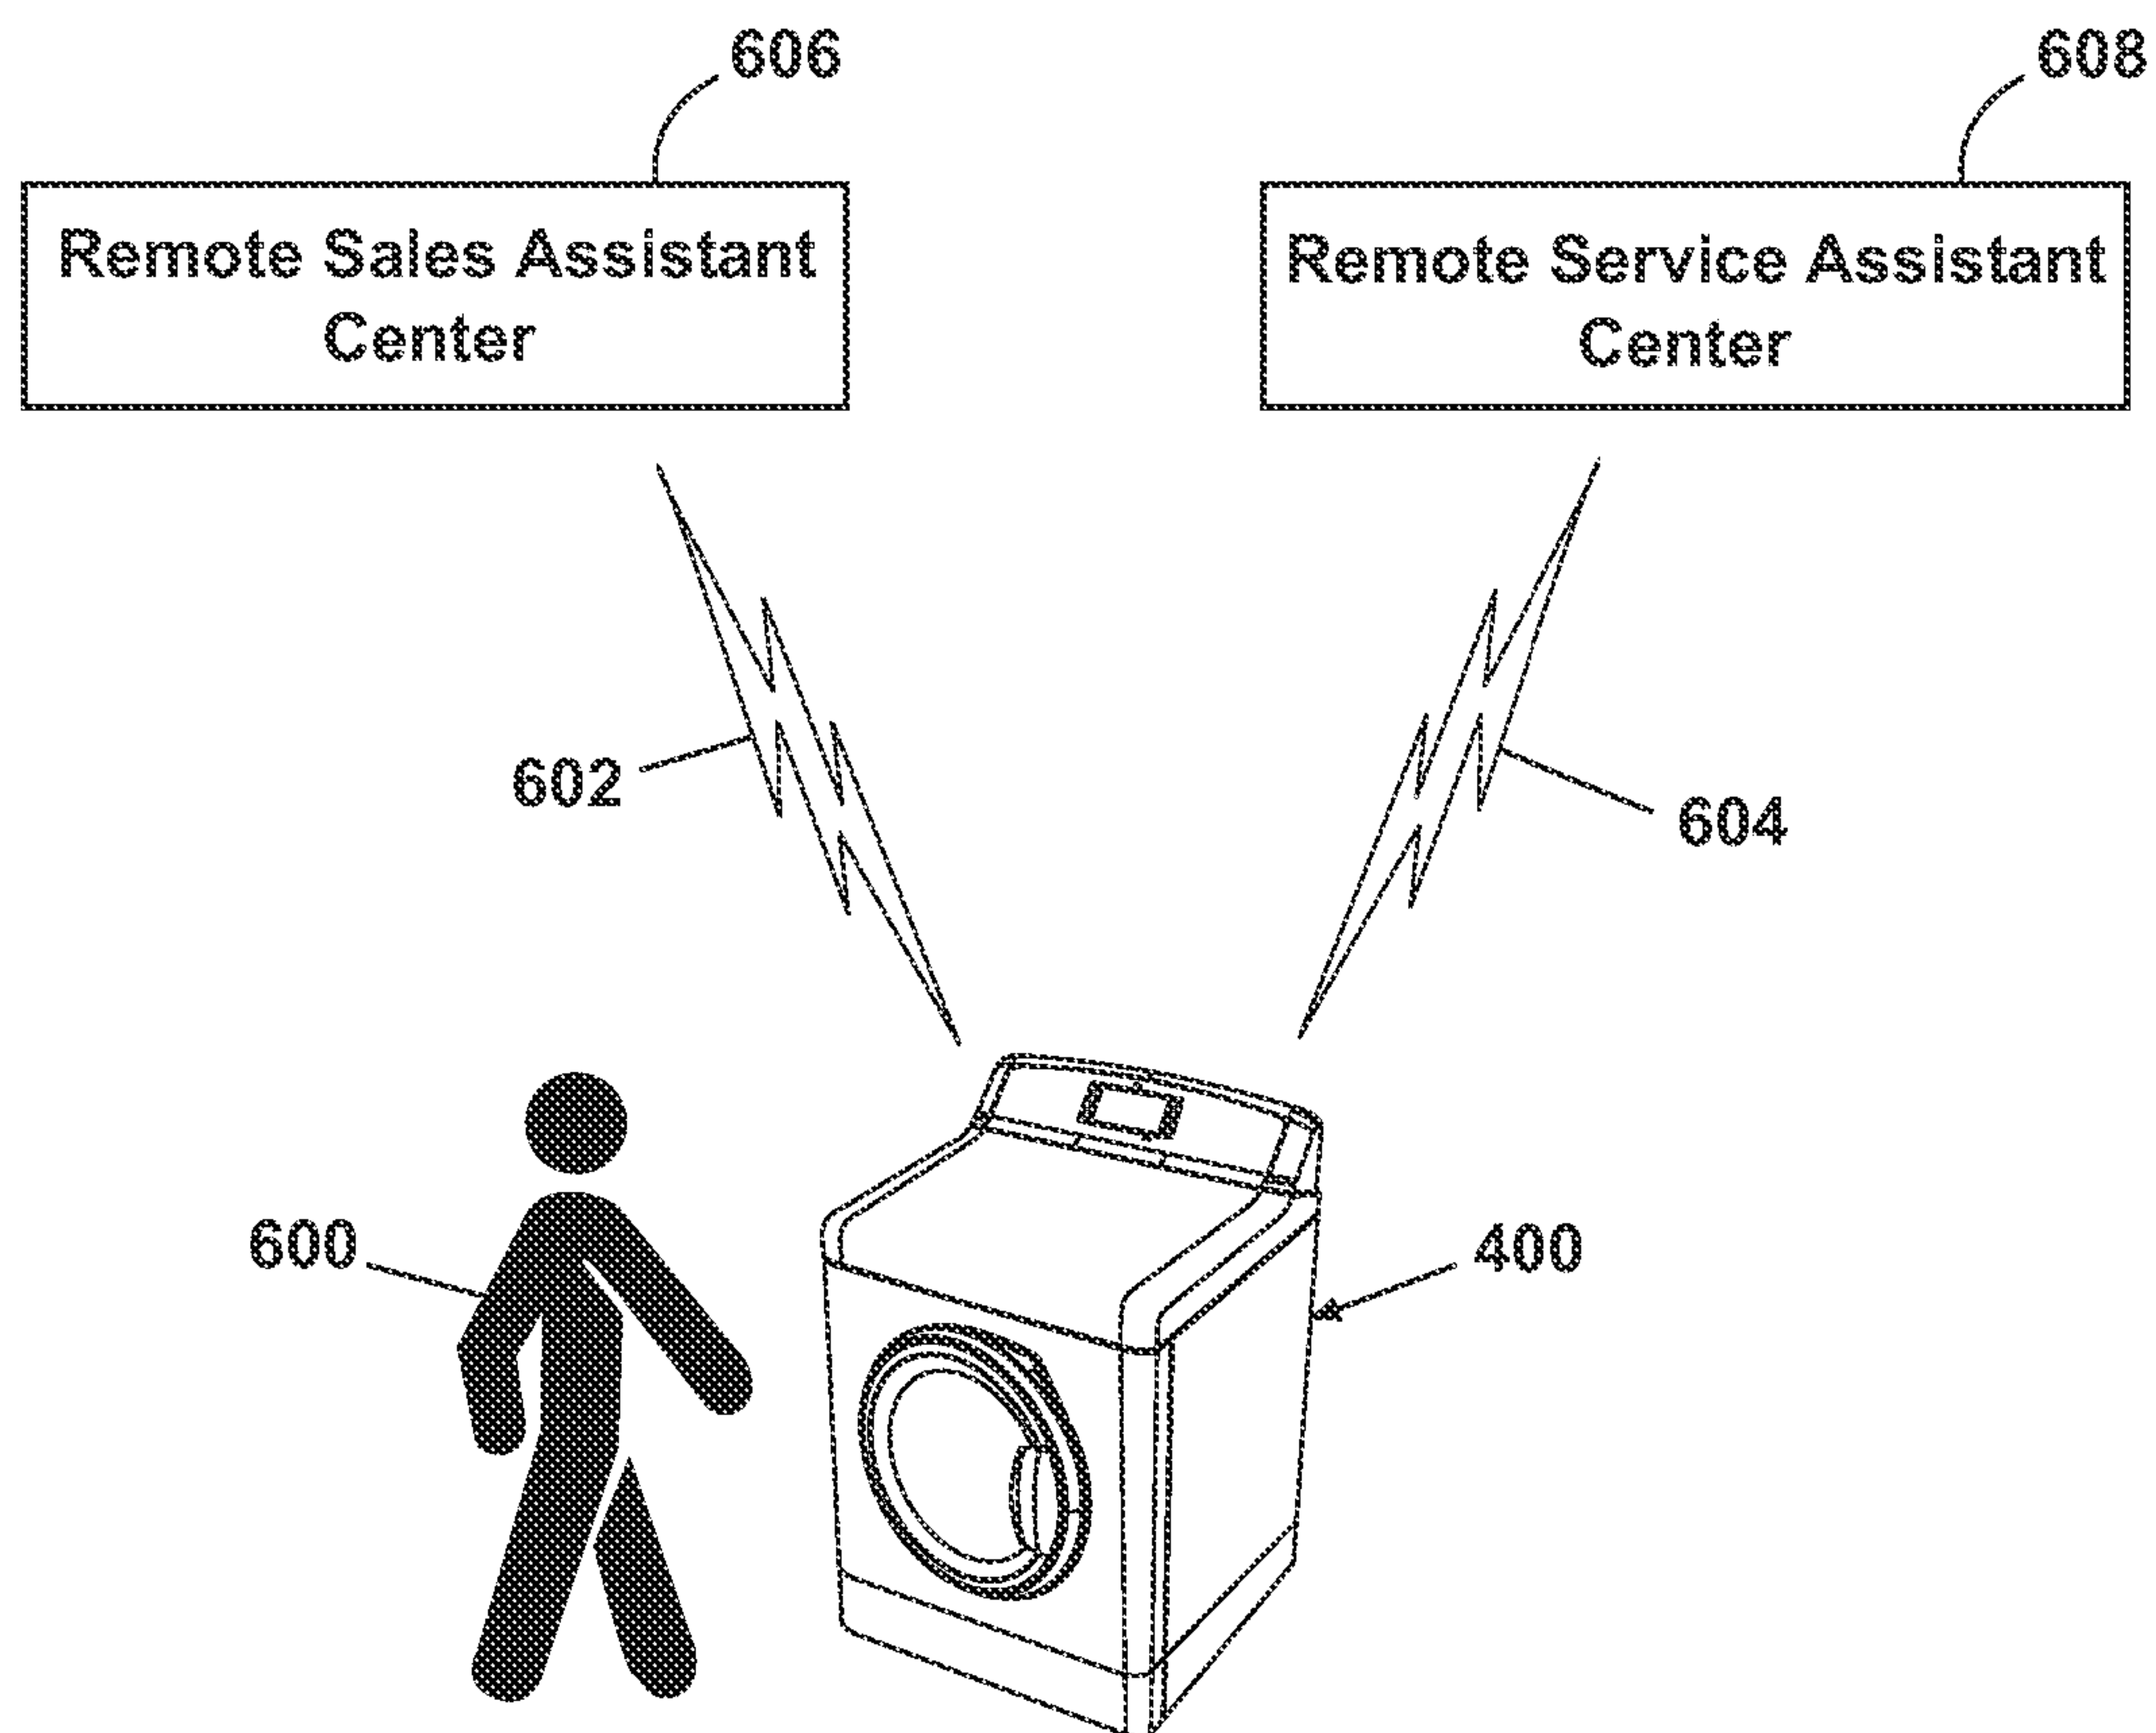 606
608
Remote Sales Assistant
Center
Remote Service Assistant
Center
602
604
600
400